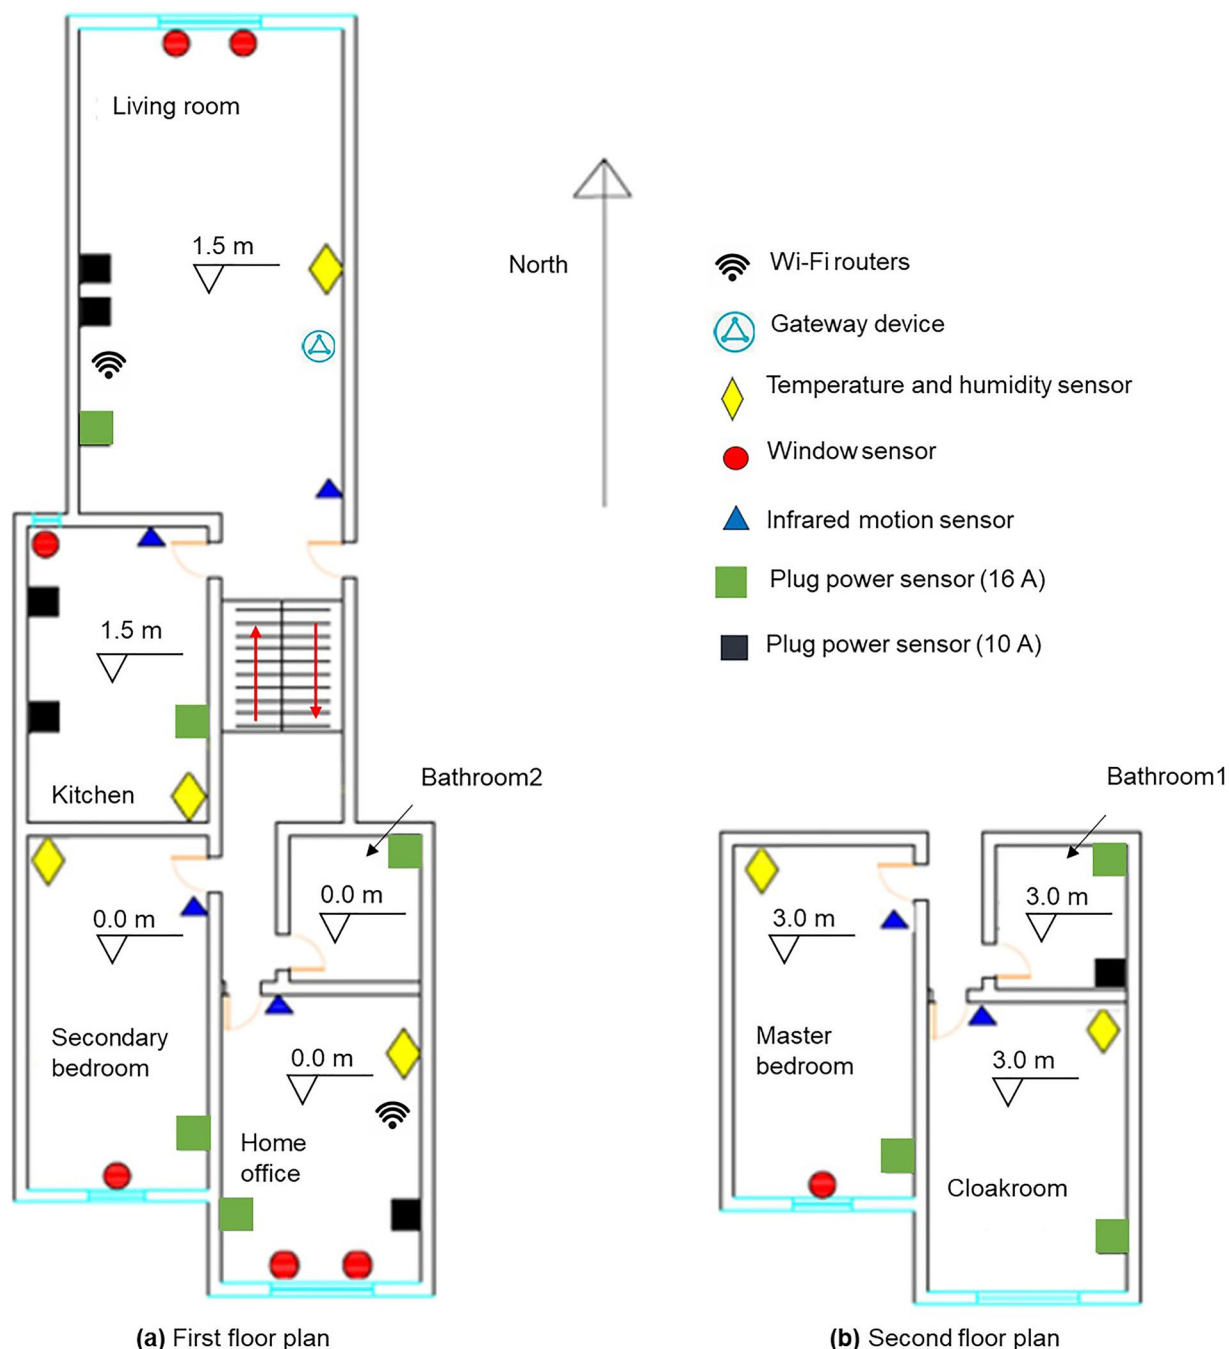 Living room
1.5 m
North
Wi-Fi routers
Gateway device
Temperature and humidity sensor
Window sensor
Infrared motion sensor
Plug power sensor (16 A)
Plug power sensor (10 A)
1.5 m
Kitchen
Bathroom2
0.0 m
0.0 m
Secondary
bedroom
0.0 m
Home
office
(a) First floor plan
Bathroom1
3.0 m
3.0 m
Master
bedroom
3.0 m
Cloakroom
(b) Second floor plan